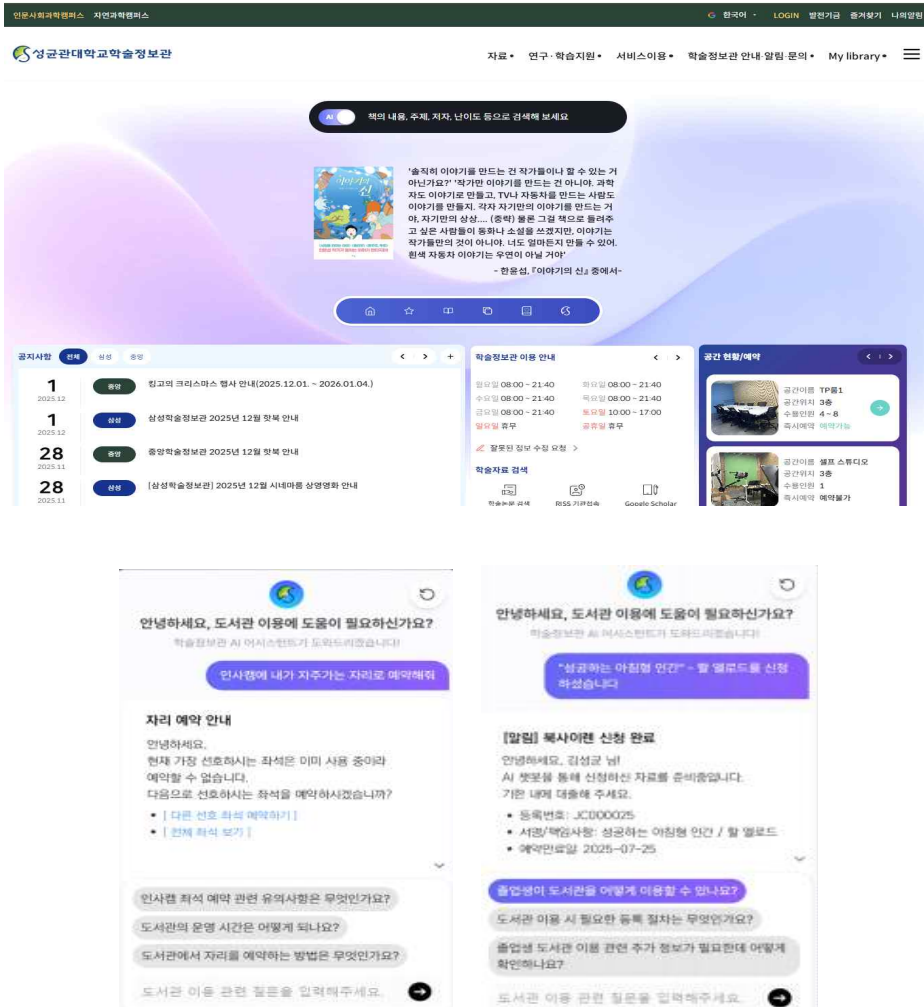 인문사회과학캠퍼스 자연과학캠퍼스
G 한국어 - LOGIN 발전기금 즐겨찾기 나의알림
성균관대학교학술정보관
자료• 연구·학습지원• 서비스이용• 학술정보관 안내·알림·문의• My library•
AI 책의 내용, 주제, 저자, 난이도 등으로 검색해 보세요
이야기의 신
'솔직히 이야기를 만드는 건 작가들이나 할 수 있는 거
아닌가요?' '작가만 이야기를 만드는 건 아니야. 과학
자도 이야기로 만들고, TV나 자동차를 만드는 사람도
이야기를 만들지. 각자 자기만의 이야기를 만드는 거
야, 자기만의 상상.... (중략) 물론 그걸 책으로 들려주
고 싶은 사람들이 동화나 소설을 쓰겠지만, 이야기는
작가들만의 것이 아니야. 너도 얼마든지 만들 수 있어.
흰색 자동차 이야기는 우연이 아닐 거야'
- 한윤섭, 『이야기의 신』 중에서-
공지사항 전체 삼성 중앙
1 2025.12 중앙 킹고의 크리스마스 행사 안내(2025.12.01. ~ 2026.01.04.)
1 2025.12 삼성 삼성학술정보관 2025년 12월 핫북 안내
28 2025.11 중앙 중앙학술정보관 2025년 12월 핫북 안내
28 2025.11 삼성 [삼성학술정보관] 2025년 12월 시네마름 상영영화 안내
학술정보관 이용 안내
월요일 08:00 ~ 21:40 화요일 08:00 ~ 21:40
수요일 08:00 ~ 21:40 목요일 08:00 ~ 21:40
금요일 08:00 ~ 21:40 토요일 10:00 ~ 17:00
일요일 휴무 공휴일 휴무
잘못된 정보 수정 요청 >
학술자료 검색
학술논문 검색 RISS 기관접속 Google Scholar
공간 현황/예약
공간이름 TP룸1
공간위치 3층
수용인원 4 ~ 8
즉시예약 예약가능
공간이름 셀프 스튜디오
공간위치 3층
수용인원 1
즉시예약 예약불가
안녕하세요, 도서관 이용에 도움이 필요하신가요?
학술정보관 AI 어시스턴트가 도와드리겠습니다!
인사캠에 내가 자주가는 자리로 예약해줘
자리 예약 안내
안녕하세요.
현재 가장 선호하시는 좌석은 이미 사용 중이라
예약할 수 없습니다.
다음으로 선호하시는 좌석을 예약하시겠습니까?
• [ 다른 선호 좌석 예약하기 ]
• [ 전체 좌석 보기 ]
인사캠 좌석 예약 관련 유의사항은 무엇인가요?
도서관의 운영 시간은 어떻게 되나요?
도서관에서 자리를 예약하는 방법은 무엇인가요?
도서관 이용 관련 질문을 입력해주세요.
안녕하세요, 도서관 이용에 도움이 필요하신가요?
학술정보관 AI 어시스턴트가 도와드리겠습니다!
"성공하는 아침형 인간" - 할 엘로드를 신청
하셨습니다
[알림] 북사이렌 신청 완료
안녕하세요, 김성균 님!
AI 챗봇을 통해 신청하신 자료를 준비중입니다.
기한 내에 대출해 주세요.
• 등록번호: JC000025
• 서명/책임사항: 성공하는 아침형 인간 / 할 엘로드
• 예약만료일 2025-07-25
졸업생이 도서관을 어떻게 이용할 수 있나요?
도서관 이용 시 필요한 등록 절차는 무엇인가요?
졸업생 도서관 이용 관련 추가 정보가 필요한데 어떻게
확인하나요?
도서관 이용 관련 질문을 입력해주세요.